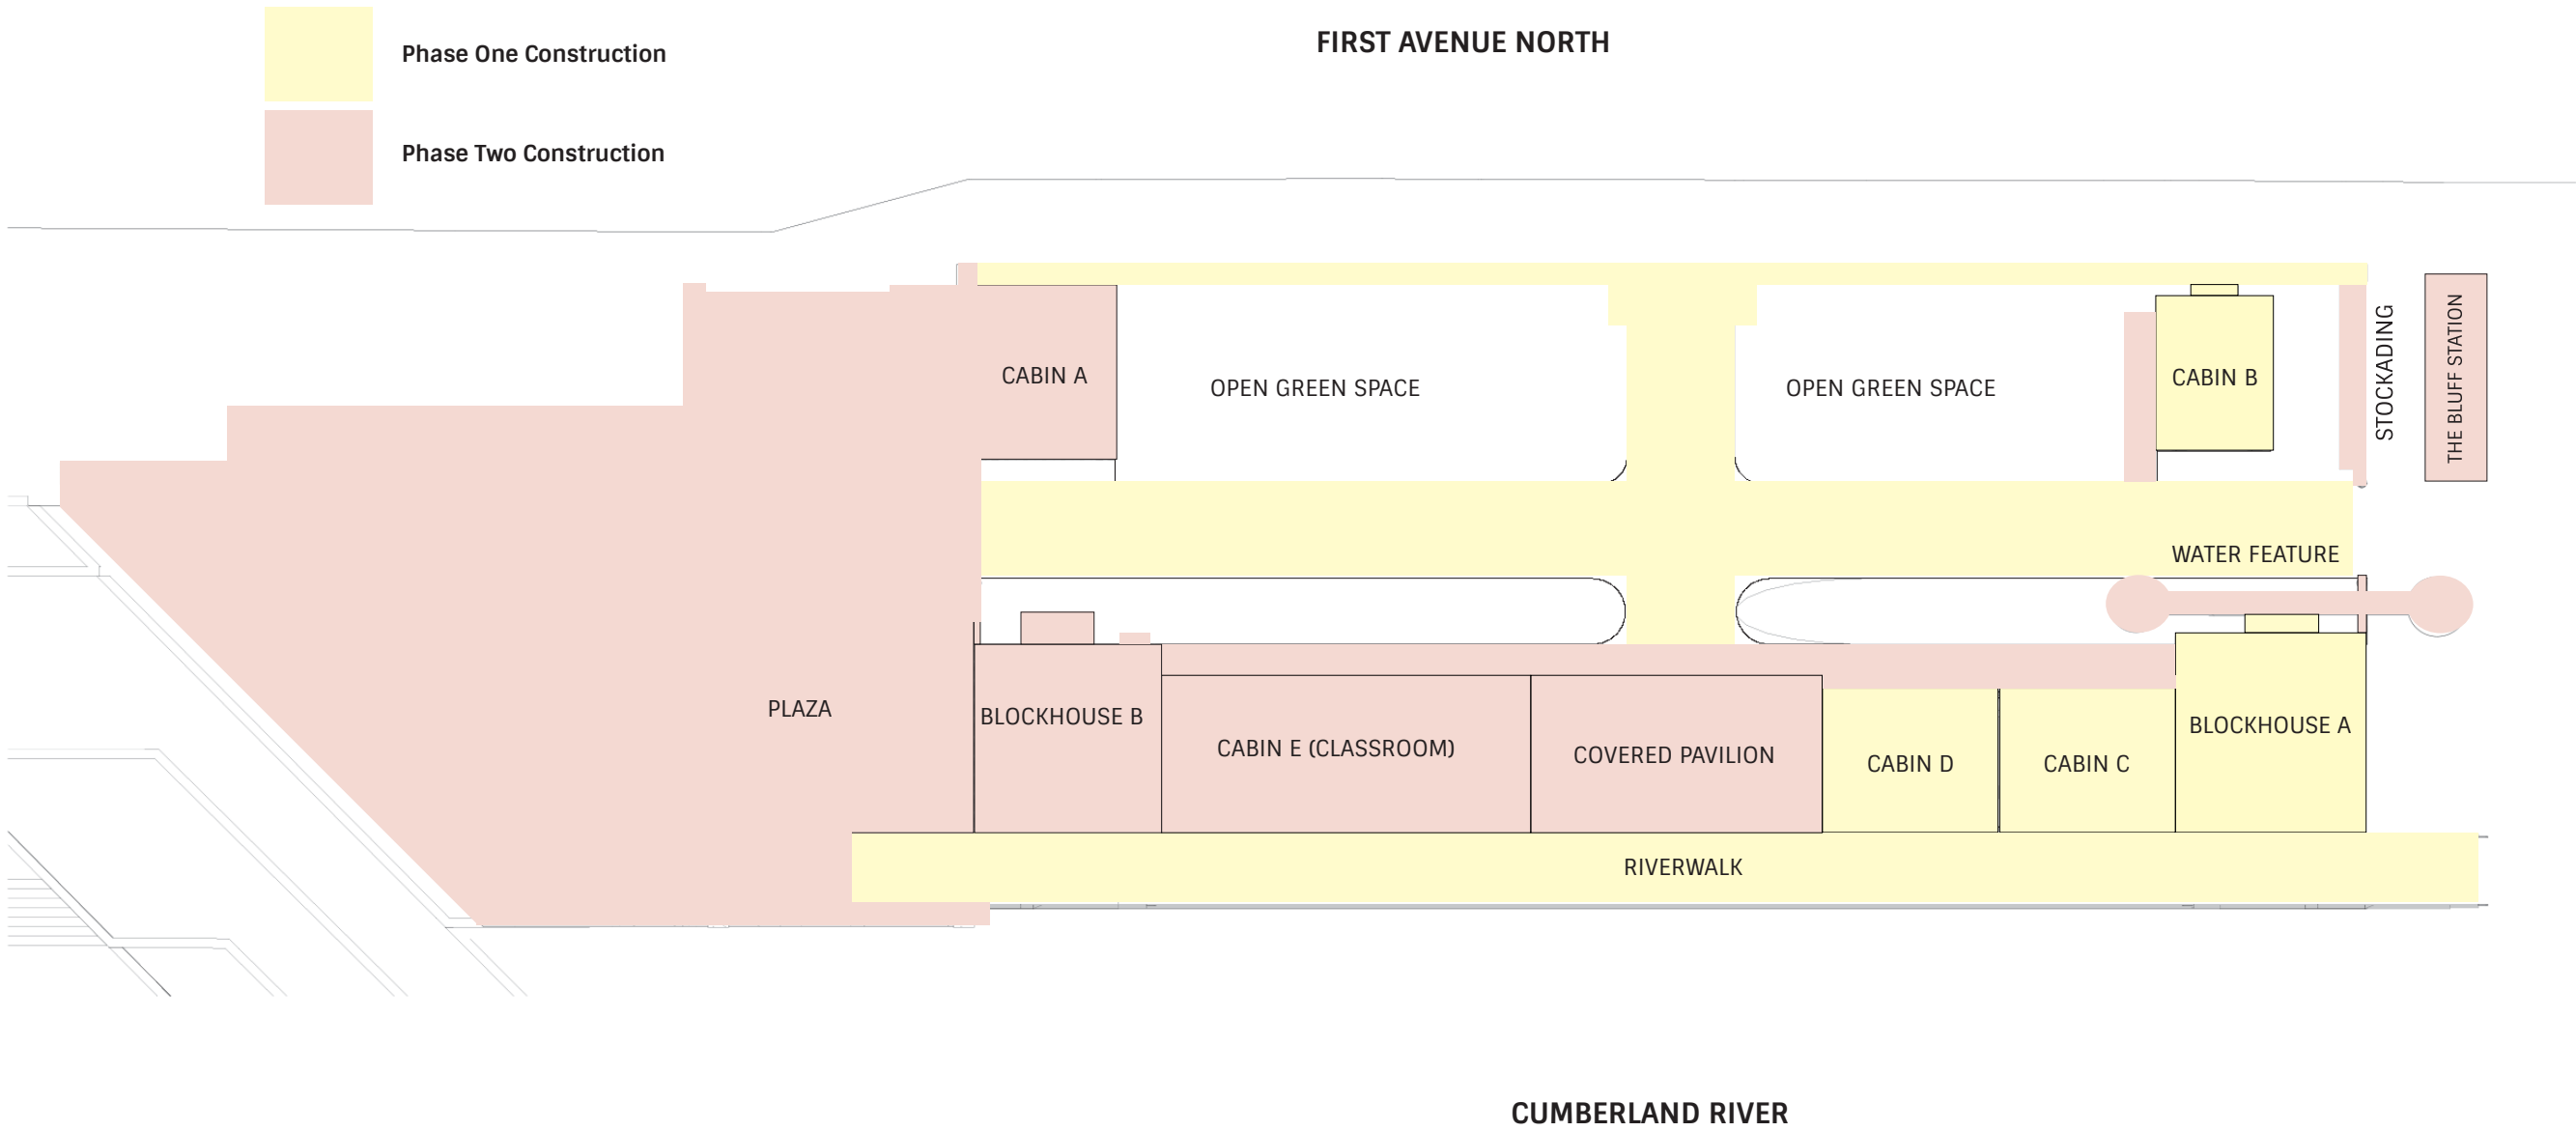 FIRST AVENUE NORTH
Phase One Construction
Phase Two Construction
CABIN A
OPEN GREEN SPACE
OPEN GREEN SPACE
CABIN B
STOCKADING
THE BLUFF STATION
WATER FEATURE
PLAZA
BLOCKHOUSE B
CABIN E (CLASSROOM)
COVERED PAVILION
CABIN D
CABIN C
BLOCKHOUSE A
RIVERWALK
CUMBERLAND RIVER